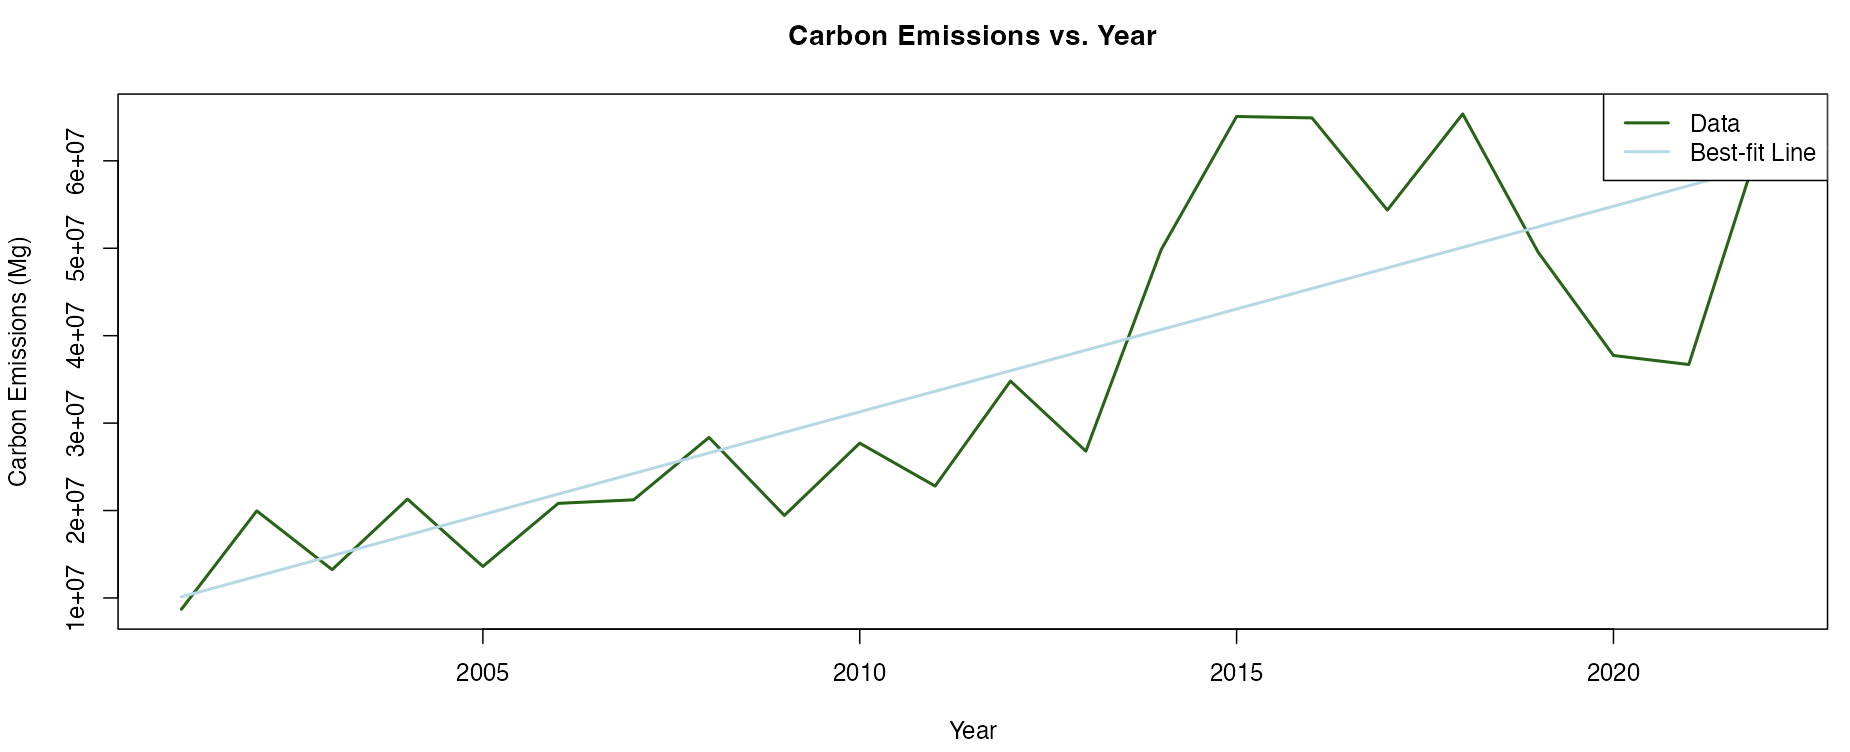 Carbon Emissions vs. Year
Data
Best-fit Line
Carbon Emissions (Mg)
6e+07
5e+07
4e+07
3e+07
2e+07
1e+07
2005
2010
2015
2020
Year